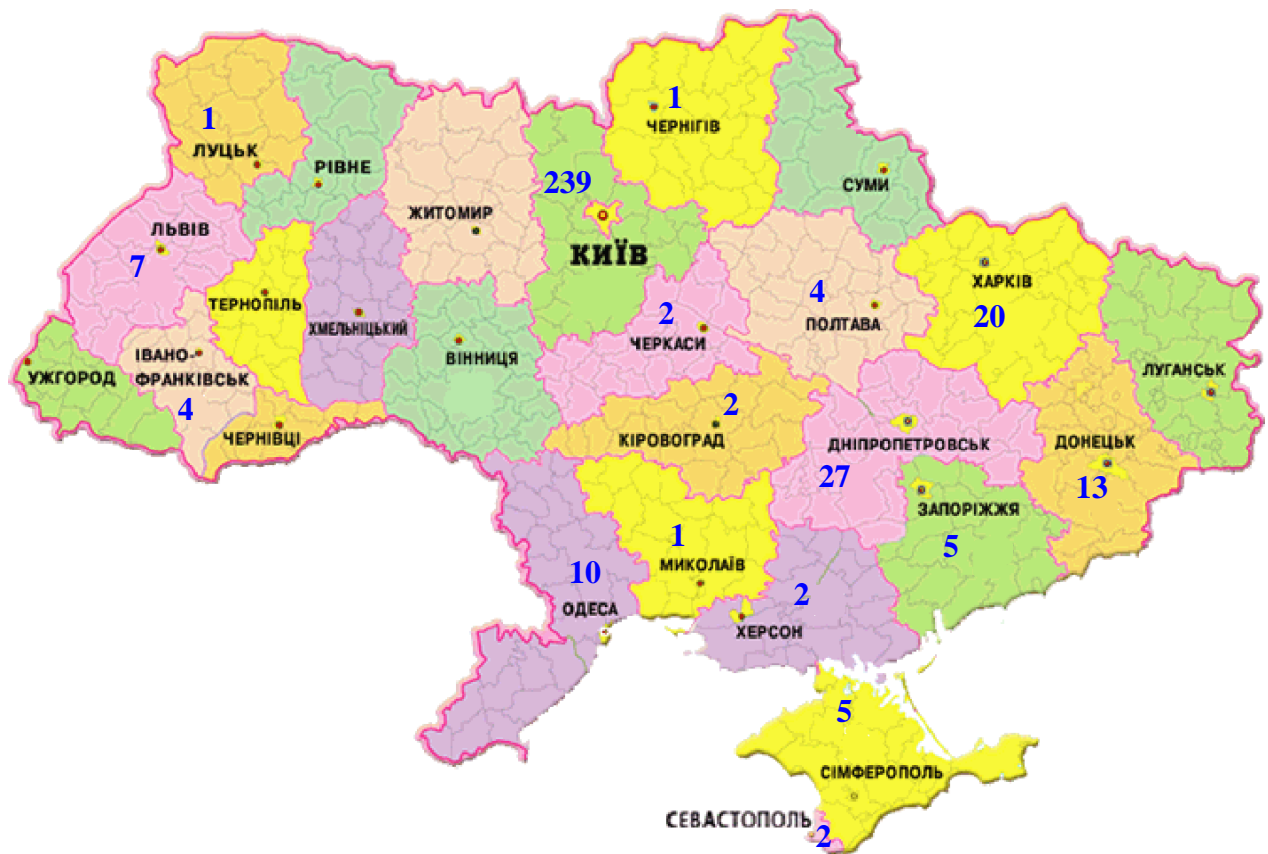 1
ЧЕРНІГІВ
1
ЛУЦЬК
РІВНЕ
239
СУМИ
ЖИТОМИР
ЛЬВІВ
7
КИЇВ
ХАРКІВ
20
ТЕРНОПІЛЬ
ХМЕЛЬНІЦЬКИЙ
4
ПОЛТАВА
2
ЧЕРКАСИ
ВІННИЦЯ
ІВАНО-
ФРАНКІВСЬК
4
УЖГОРОД
ЛУГАНСЬК
ЧЕРНІВЦІ
2
КІРОВОГРАД
ДНІПРОПЕТРОВСЬК
27
ДОНЕЦЬК
13
ЗАПОРІЖЖЯ
5
1
МИКОЛАЇВ
10
ОДЕСА
2
ХЕРСОН
5
СІМФЕРОПОЛЬ
СЕВАСТОПОЛЬ
2